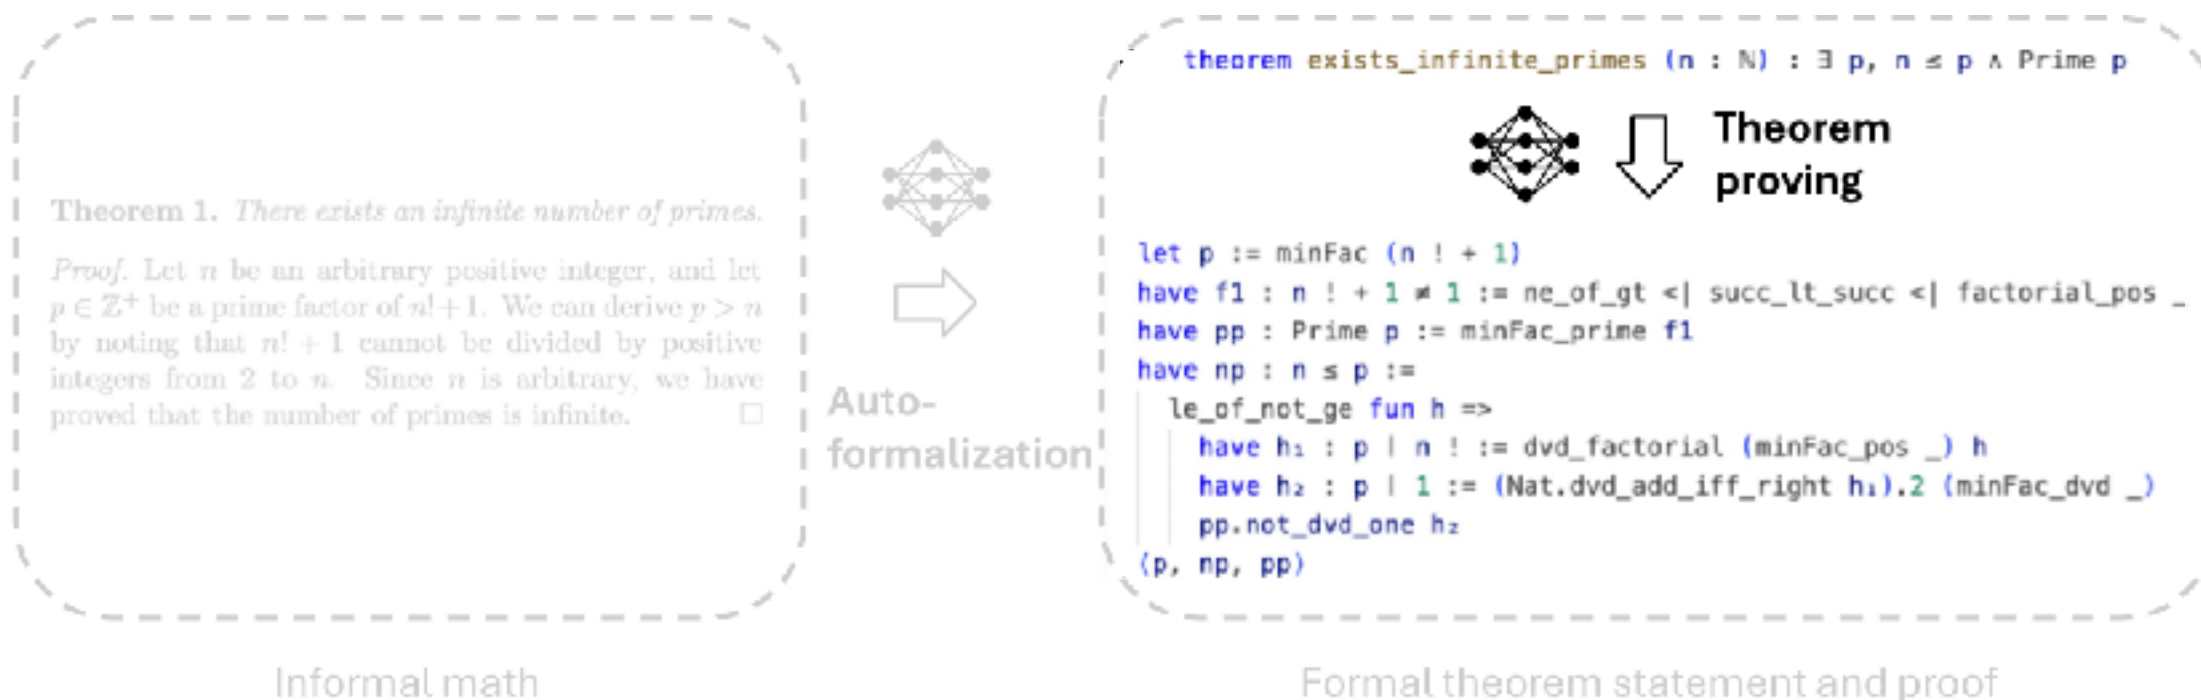 Theorem 1. There exists an infinite number of primes.
Proof. Let n be an arbitrary positive integer, and let
p ∈ ℤ⁺ be a prime factor of n! + 1. We can derive p > n
by noting that n! + 1 cannot be divided by positive
integers from 2 to n. Since n is arbitrary, we have
proved that the number of primes is infinite. □
Informal math
Auto-
formalization
theorem exists_infinite_primes (n : ℕ) : ∃ p, n ≤ p ∧ Prime p
Theorem
proving
let p := minFac (n ! + 1)
have f1 : n ! + 1 ≠ 1 := ne_of_gt <| succ_lt_succ <| factorial_pos _
have pp : Prime p := minFac_prime f1
have np : n ≤ p :=
le_of_not_ge fun h =>
have h₁ : p ∣ n ! := dvd_factorial (minFac_pos _) h
have h₂ : p ∣ 1 := (Nat.dvd_add_iff_right h₁).2 (minFac_dvd _)
pp.not_dvd_one h₂
⟨p, np, pp⟩
Formal theorem statement and proof